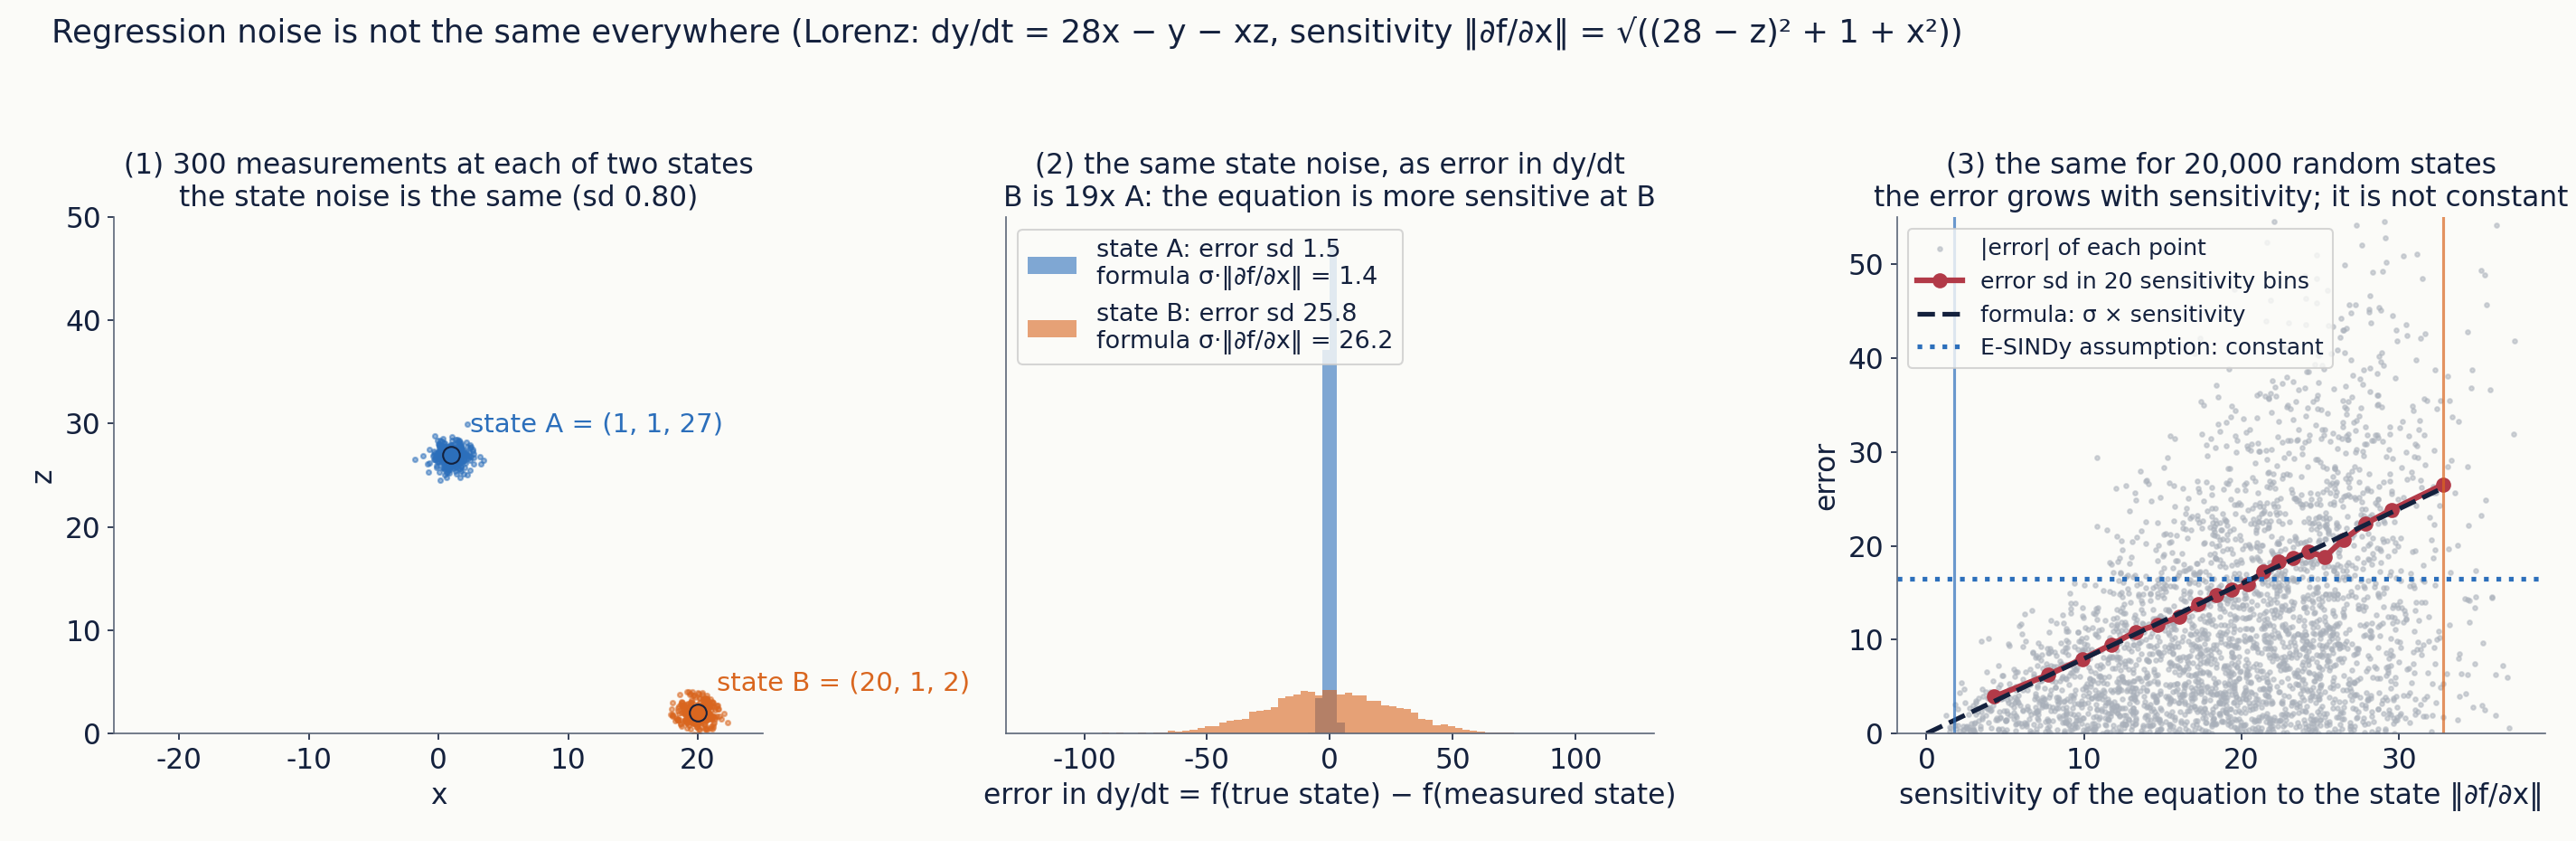 Regression noise is not the same everywhere (Lorenz: dy/dt = 28x − y − xz, sensitivity ‖∂f/∂x‖ = √((28 − z)² + 1 + x²))
(1) 300 measurements at each of two states
the state noise is the same (sd 0.80)
50
40
30
20
10
0
z
state A = (1, 1, 27)
state B = (20, 1, 2)
-20
-10
0
10
20
x
(2) the same state noise, as error in dy/dt
B is 19x A: the equation is more sensitive at B
state A: error sd 1.5
formula σ·‖∂f/∂x‖ = 1.4
state B: error sd 25.8
formula σ·‖∂f/∂x‖ = 26.2
-100
-50
0
50
100
error in dy/dt = f(true state) − f(measured state)
(3) the same for 20,000 random states
the error grows with sensitivity; it is not constant
|error| of each point
error sd in 20 sensitivity bins
formula: σ × sensitivity
E-SINDy assumption: constant
50
40
30
20
10
0
error
0
10
20
30
sensitivity of the equation to the state ‖∂f/∂x‖